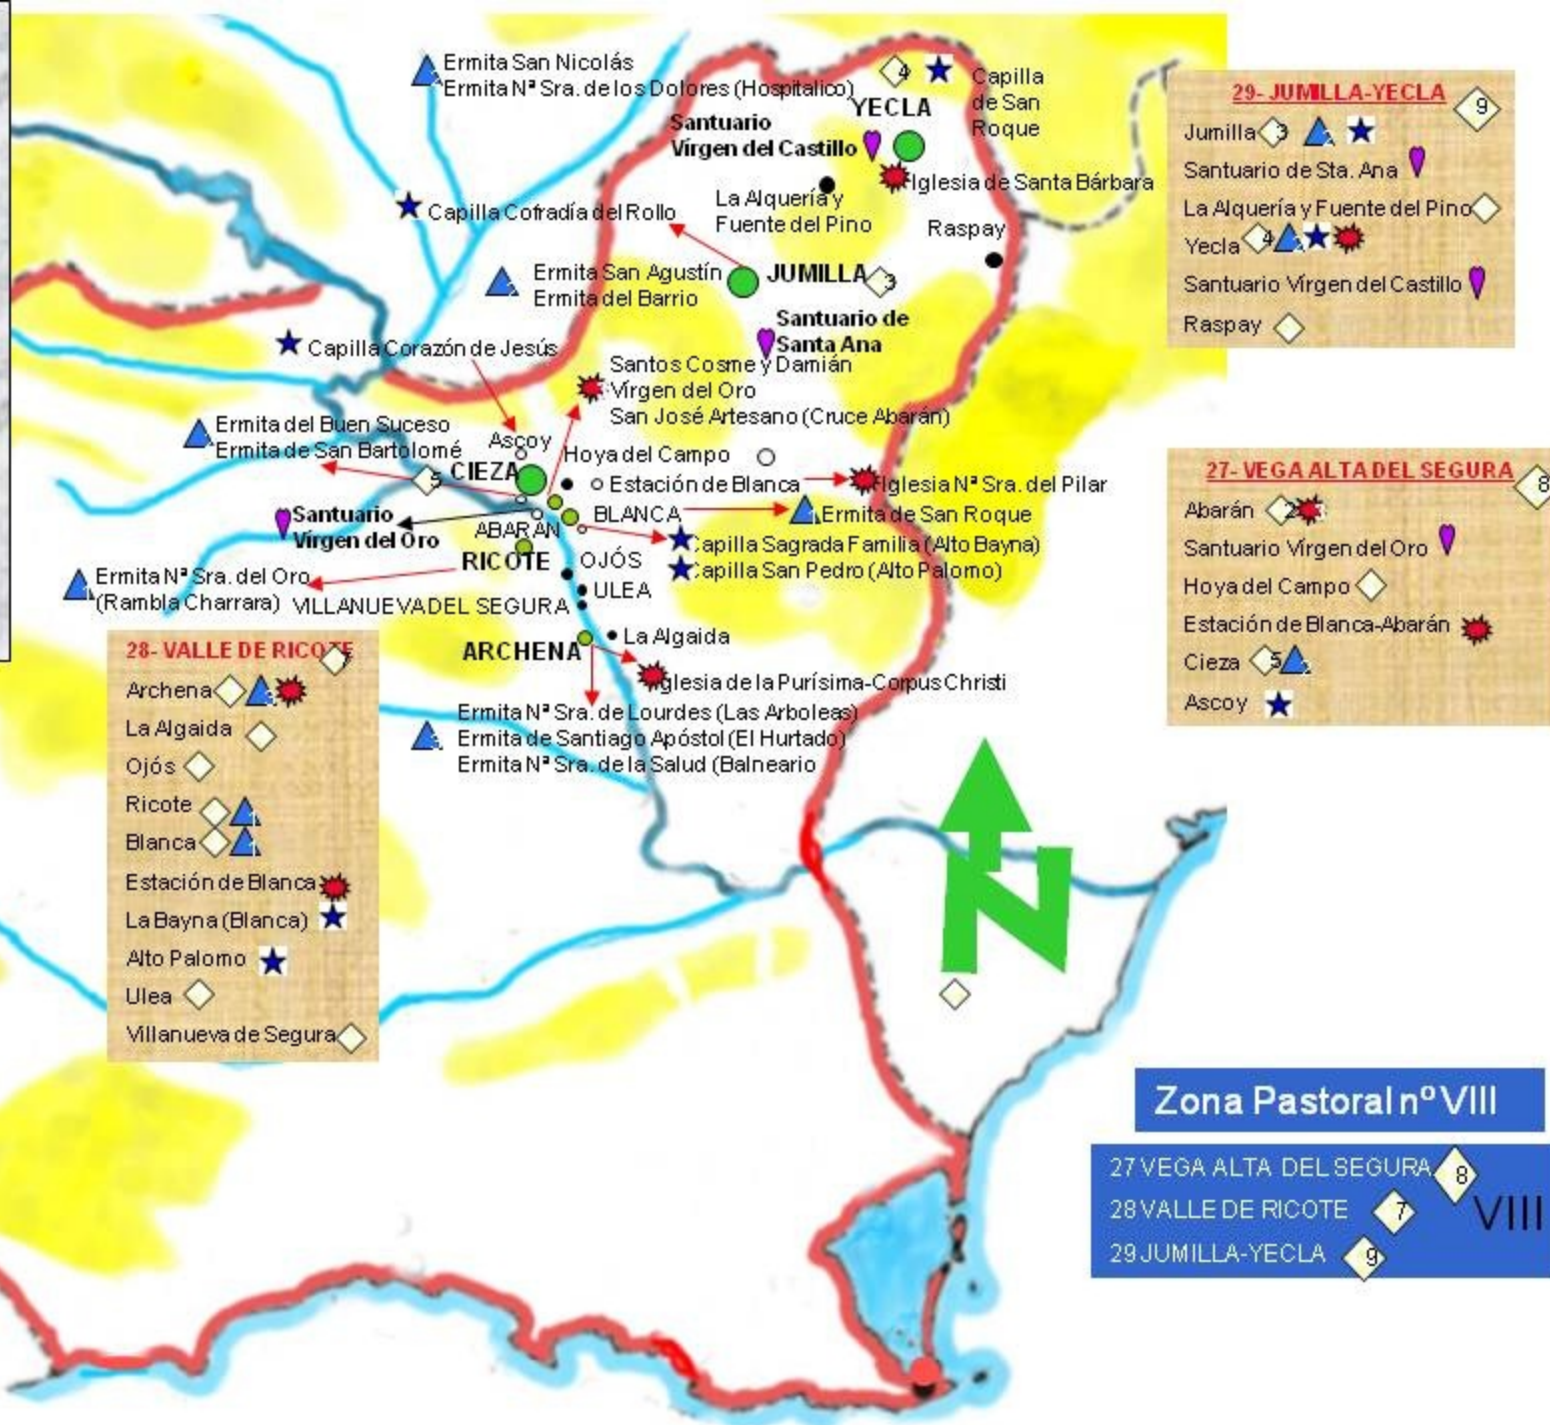 Ermita San Nicolás
Ermita Nª Sra. de los Dolores (Hospitalico)
4
Capilla
de San
Roque
YECLA
Santuario
Virgen del Castillo
Iglesia de Santa Bárbara
La Alquería y
Fuente del Pino
Raspay
Capilla Cofradía del Rollo
Ermita San Agustín
Ermita del Barrio
JUMILLA
3
Santuario de
Santa Ana
Capilla Corazón de Jesús
Santos Cosme y Damián
Virgen del Oro
San José Artesano (Cruce Abarán)
Ermita del Buen Suceso
Ermita de San Bartolomé
Ascoy
CIEZA
5
Hoya del Campo
Estación de Blanca
Iglesia Nª Sra. del Pilar
BLANCA
Ermita de San Roque
Santuario
Virgen del Oro
ABARÁN
Capilla Sagrada Familia (Alto Bayna)
Capilla San Pedro (Alto Palomo)
RICOTE
OJÓS
Ermita Nª Sra. del Oro
(Rambla Charrara)
ULEA
VILLANUEVA DEL SEGURA
La Algaida
ARCHENA
Iglesia de la Purísima-Corpus Christi
Ermita Nª Sra. de Lourdes (Las Arboleas)
Ermita de Santiago Apóstol (El Hurtado)
Ermita Nª Sra. de la Salud (Balneario
29- JUMILLA-YECLA 9
Jumilla 3
Santuario de Sta. Ana
La Alquería y Fuente del Pino
Yecla 4
Santuario Virgen del Castillo
Raspay
27- VEGA ALTA DEL SEGURA 8
Abarán 2
Santuario Virgen del Oro
Hoya del Campo
Estación de Blanca-Abarán
Cieza 5
Ascoy
28- VALLE DE RICOTE 7
Archena
La Algaida
Ojós
Ricote 1
Blanca 1
Estación de Blanca
La Bayna (Blanca)
Alto Palomo
Ulea
Villanueva de Segura
N
Zona Pastoral nº VIII
27 VEGA ALTA DEL SEGURA 8
28 VALLE DE RICOTE 7
VIII
29 JUMILLA-YECLA 9